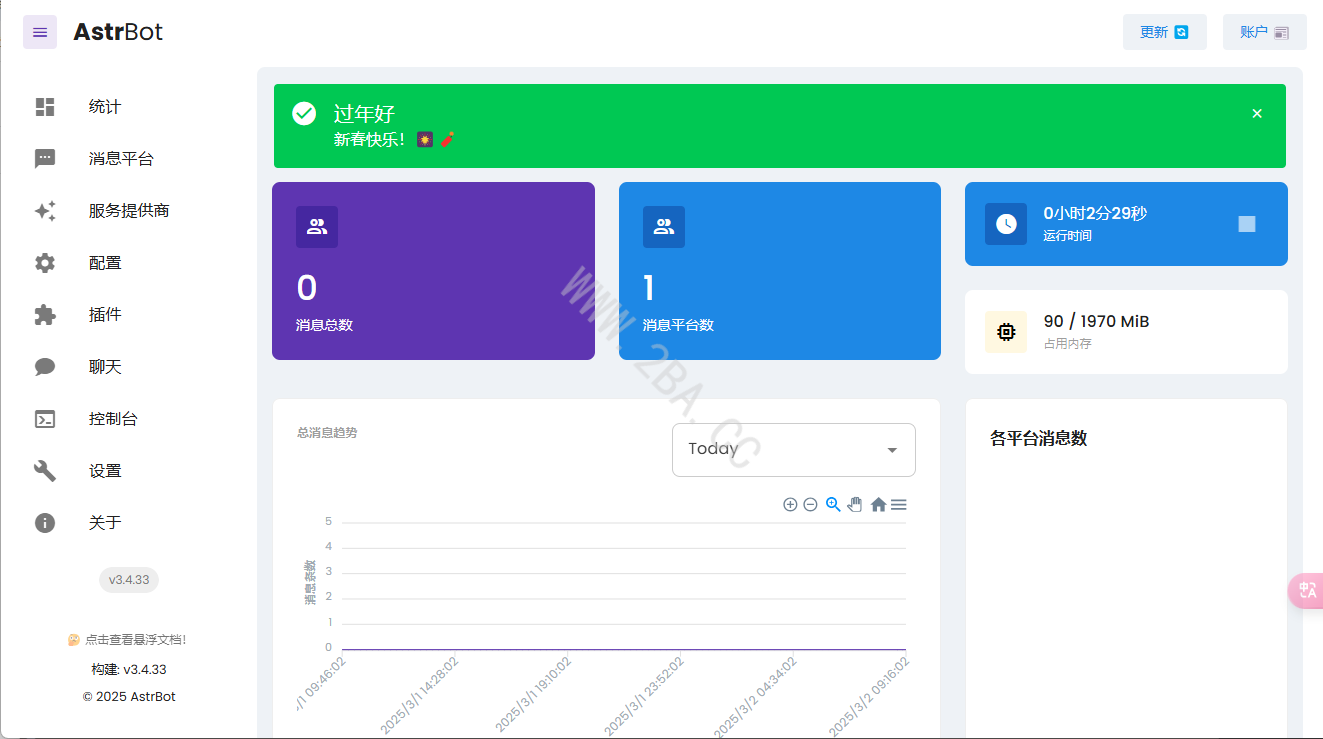 AstrBot
更新
账户
统计
消息平台
服务提供商
配置
插件
聊天
控制台
设置
关于
v3.4.33
点击查看悬浮文档!
构建: v3.4.33
© 2025 AstrBot
过年好
新春快乐!
0
消息总数
1
消息平台数
0小时2分29秒
运行时间
90 / 1970 MiB
占用内存
总消息趋势
Today
各平台消息数
消息条数
5
4
3
2
1
0
/1 09:46:02
2025/3/1 14:28:02
2025/3/1 19:10:02
2025/3/1 23:52:02
2025/3/2 04:34:02
2025/3/2 09:16:02
WWW.2BA.CC
中A